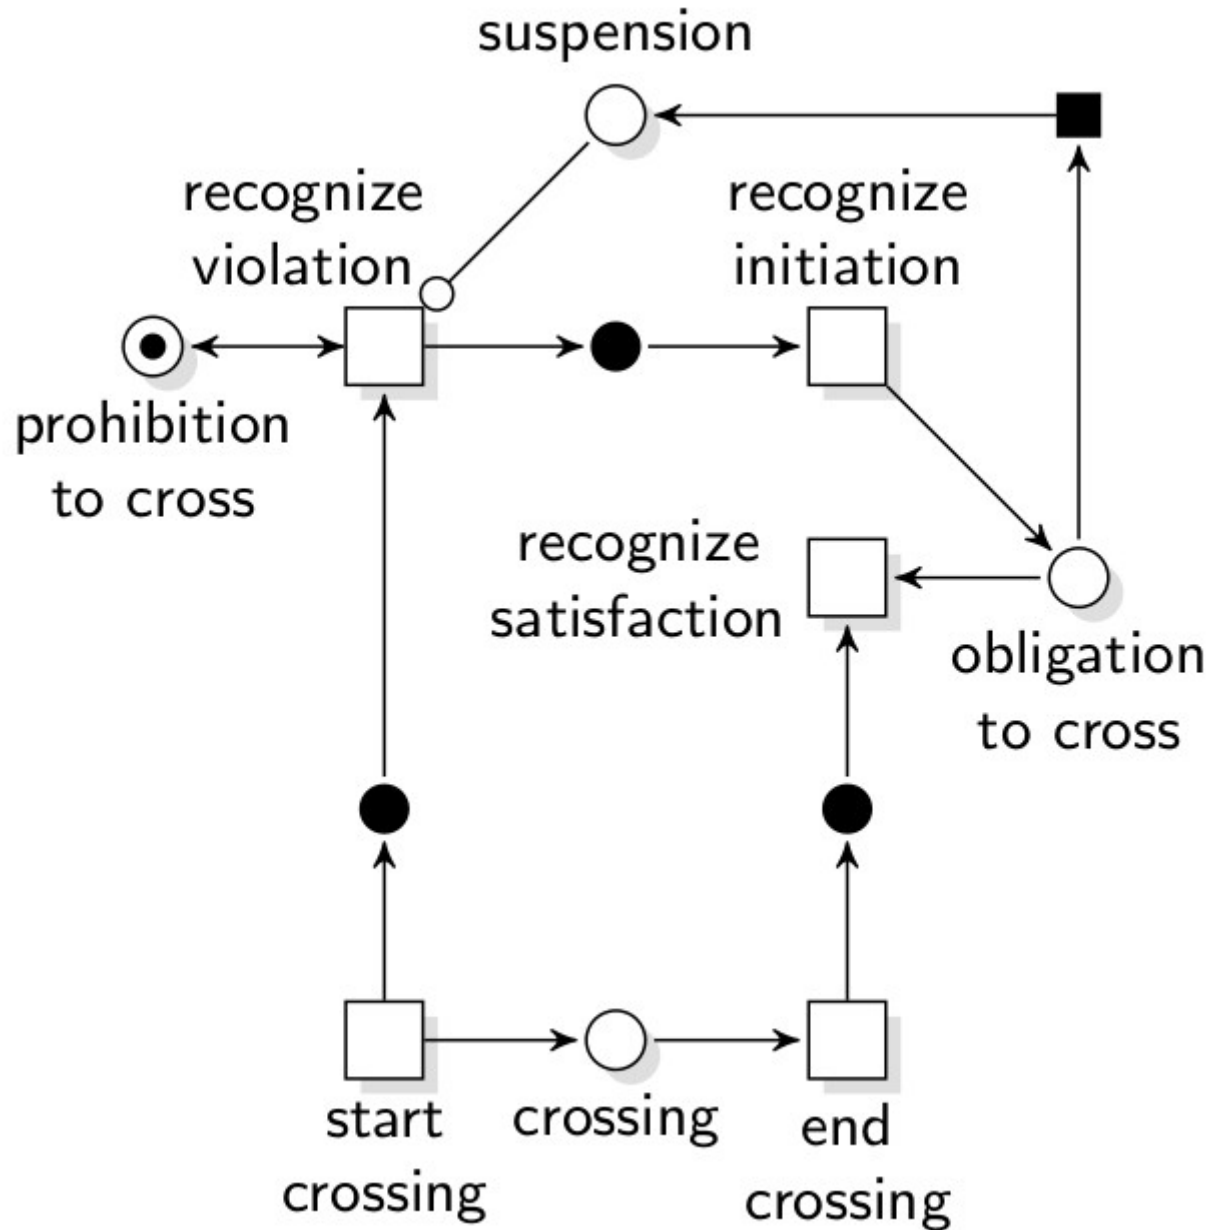 suspension
recognize
violation
recognize
initiation
prohibition
to cross
recognize
satisfaction
obligation
to cross
start
crossing
crossing
end
crossing